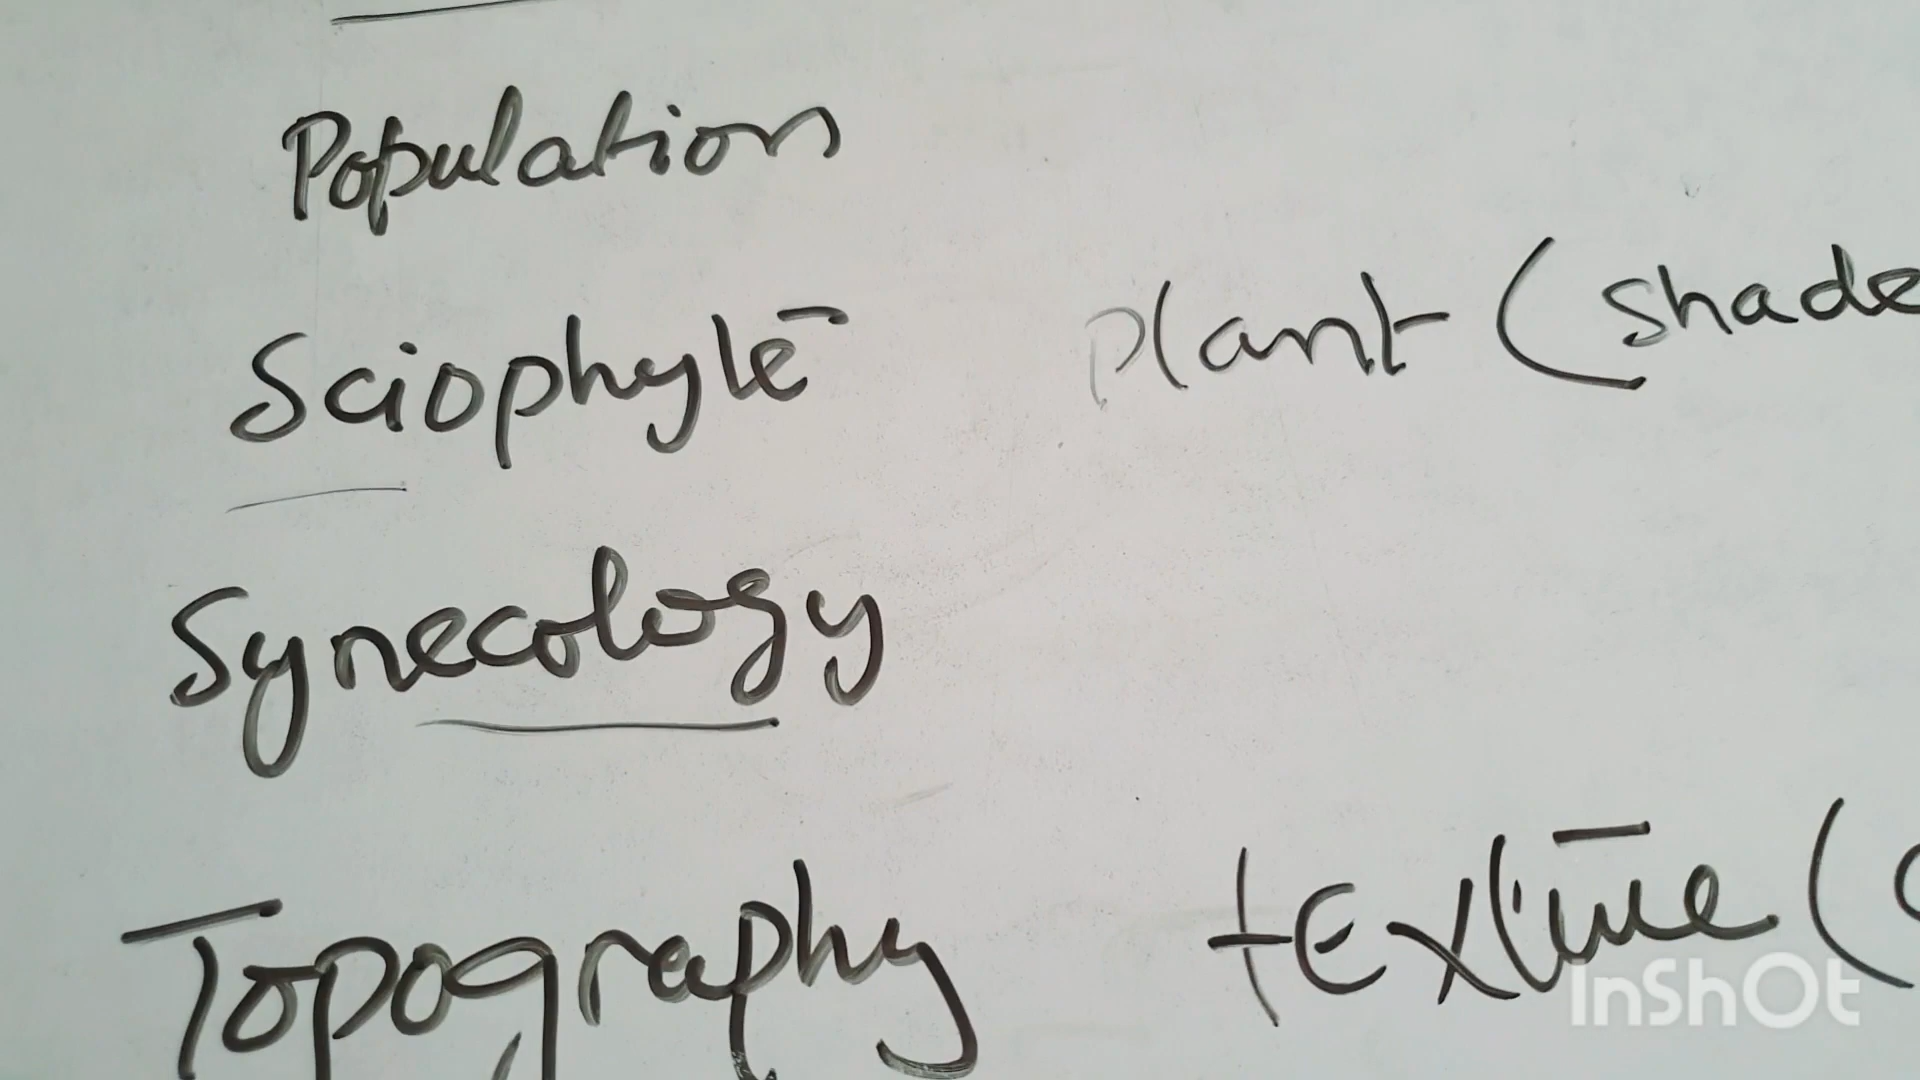 Population
Sciophyte plant (shade
Synecology
Topography texture (
InShOt